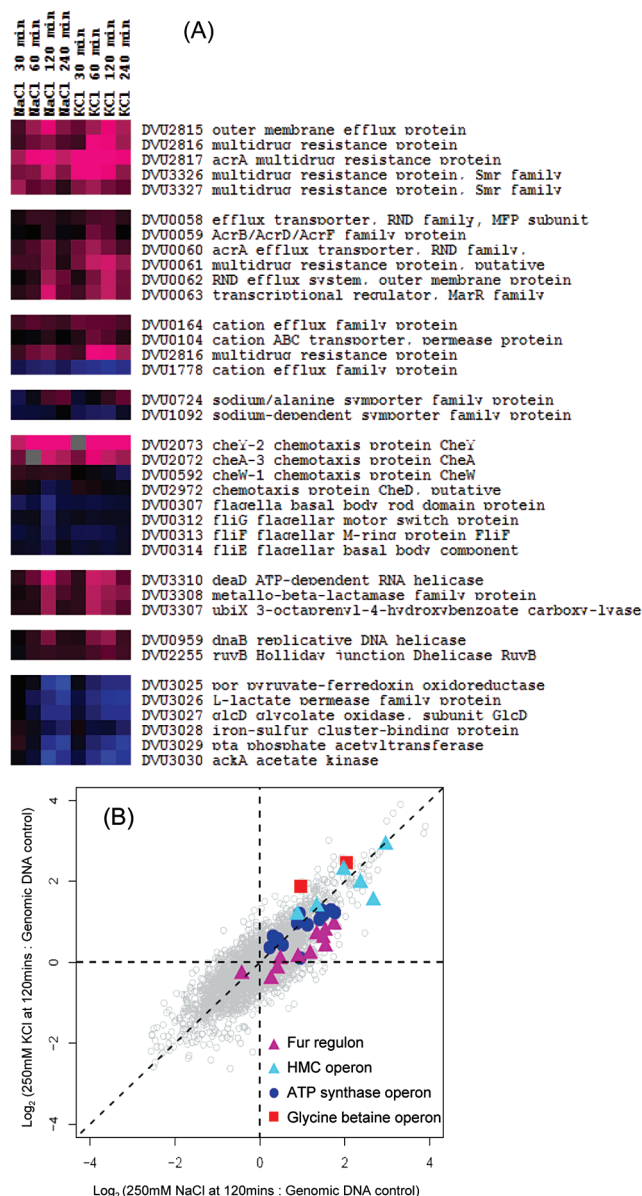 (A)
NaCl 30 min
NaCl 60 min
NaCl 120 min
NaCl 240 min
KCl 30 min
KCl 60 min
KCl 120 min
KCl 240 min
DVU2815 outer membrane efflux protein
DVU2816 multidrug resistance protein
DVU2817 acrA multidrug resistance protein
DVU3326 multidrug resistance protein, Smr family
DVU3327 multidrug resistance protein, Smr family
DVU0058 efflux transporter, RND family, MFP subunit
DVU0059 AcrB/AcrD/AcrF family protein
DVU0060 acrA efflux transporter, RND family,
DVU0061 multidrug resistance protein, putative
DVU0062 RND efflux system, outer membrane protein
DVU0063 transcriptional regulator, MarR family
DVU0164 cation efflux family protein
DVU0104 cation ABC transporter, permease protein
DVU2816 multidrug resistance protein
DVU1778 cation efflux family protein
DVU0724 sodium/alanine symporter family protein
DVU1092 sodium-dependent symporter family protein
DVU2073 cheY-2 chemotaxis protein CheY
DVU2072 cheA-3 chemotaxis protein CheA
DVU0592 cheW-1 chemotaxis protein CheW
DVU2972 chemotaxis protein CheD, putative
DVU0307 flagella basal body rod domain protein
DVU0312 fliG flagellar motor switch protein
DVU0313 fliF flagellar M-ring protein FliF
DVU0314 fliE flagellar basal body component
DVU3310 deaD ATP-dependent RNA helicase
DVU3308 metallo-beta-lactamase family protein
DVU3307 ubiX 3-octaprenyl-4-hydroxybenzoate carboxy-lyase
DVU0959 dnaB replicative DNA helicase
DVU2255 ruvB Holliday junction Dhelicase RuvB
DVU3025 por pyruvate-ferredoxin oxidoreductase
DVU3026 L-lactate permease family protein
DVU3027 glcD glycolate oxidase, subunit GlcD
DVU3028 iron-sulfur cluster-binding protein
DVU3029 pta phosphate acetyltransferase
DVU3030 ackA acetate kinase
(B)
Log2 (250mM KCl at 120mins : Genomic DNA control)
4
2
0
−2
−4
Fur regulon
HMC operon
ATP synthase operon
Glycine betaine operon
−4 −2 0 2 4
Log2 (250mM NaCl at 120mins : Genomic DNA control)